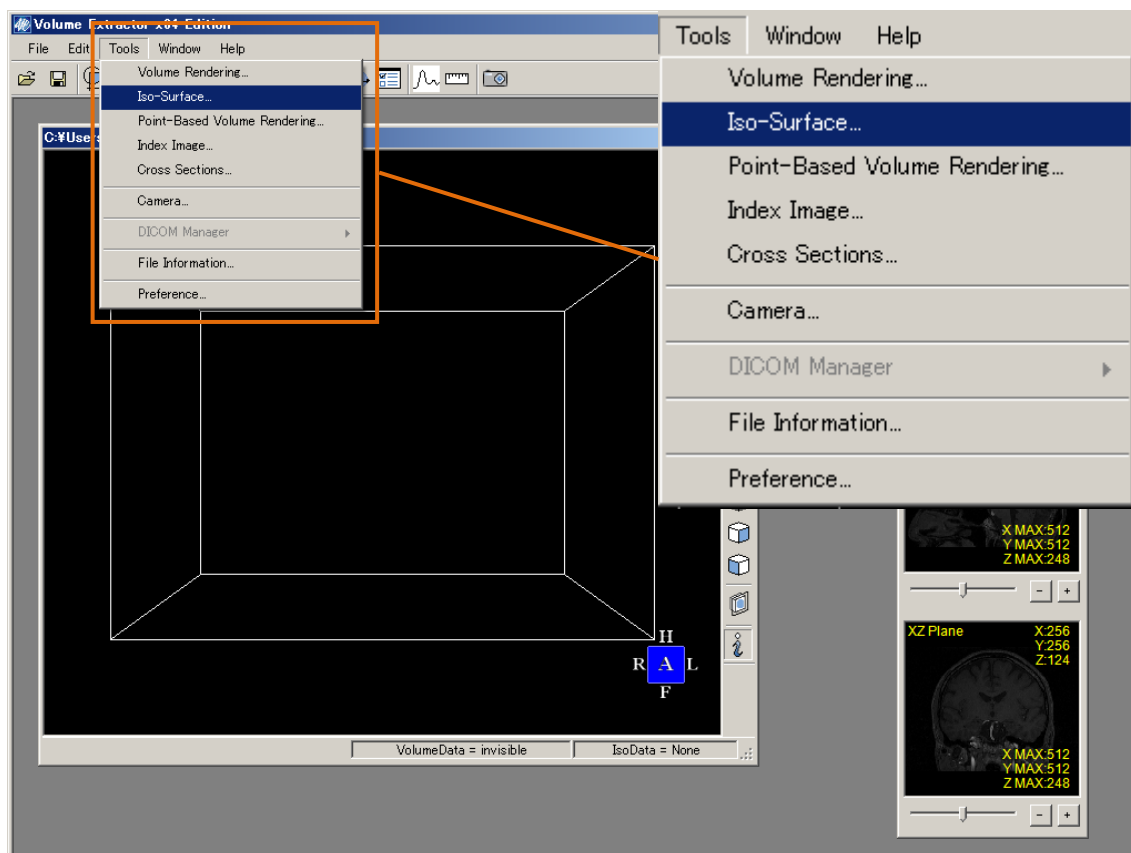 Volume Extractor x64 Edition
File Edit Tools Window Help
Volume Rendering...
Iso-Surface...
Point-Based Volume Rendering...
Index Image...
Cross Sections...
Camera...
DICOM Manager
File Information...
Preference...
C:¥Users
Tools Window Help
Volume Rendering...
Iso-Surface...
Point-Based Volume Rendering...
Index Image...
Cross Sections...
Camera...
DICOM Manager
File Information...
Preference...
X MAX:512
Y MAX:512
Z MAX:248
- +
XZ Plane X:256
Y:256
Z:124
X MAX:512
Y MAX:512
Z MAX:248
- +
H
R A L
F
VolumeData = invisible IsoData = None